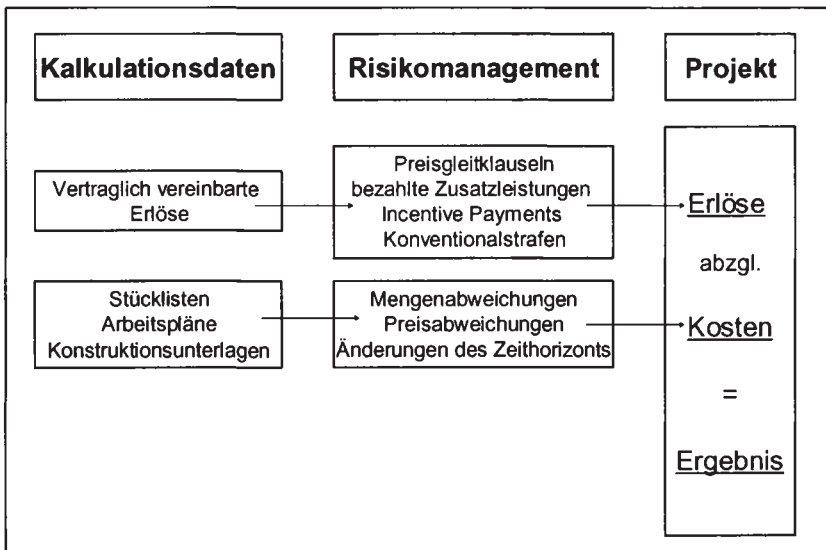 Kalkulationsdaten
Risikomanagement
Projekt
Vertraglich vereinbarte
Erlöse
Preisgleitklauseln
bezahlte Zusatzleistungen
Incentive Payments
Konventionalstrafen
Erlöse
abzgl.
Stücklisten
Arbeitspläne
Konstruktionsunterlagen
Mengenabweichungen
Preisabweichungen
Änderungen des Zeithorizonts
Kosten
=
Ergebnis